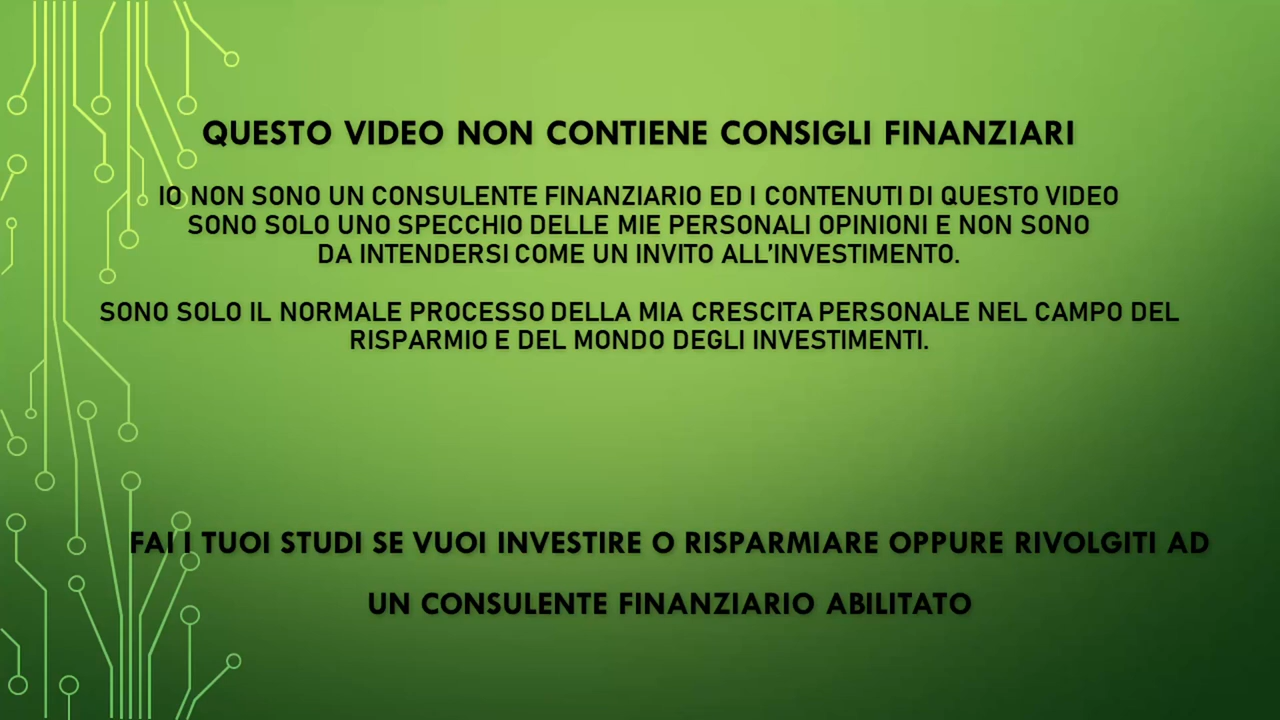 QUESTO VIDEO NON CONTIENE CONSIGLI FINANZIARI
IO NON SONO UN CONSULENTE FINANZIARIO ED I CONTENUTI DI QUESTO VIDEO
SONO SOLO UNO SPECCHIO DELLE MIE PERSONALI OPINIONI E NON SONO
DA INTENDERSI COME UN INVITO ALL'INVESTIMENTO.
SONO SOLO IL NORMALE PROCESSO DELLA MIA CRESCITA PERSONALE NEL CAMPO DEL
RISPARMIO E DEL MONDO DEGLI INVESTIMENTI.
FAI I TUOI STUDI SE VUOI INVESTIRE O RISPARMIARE OPPURE RIVOLGITI AD
UN CONSULENTE FINANZIARIO ABILITATO